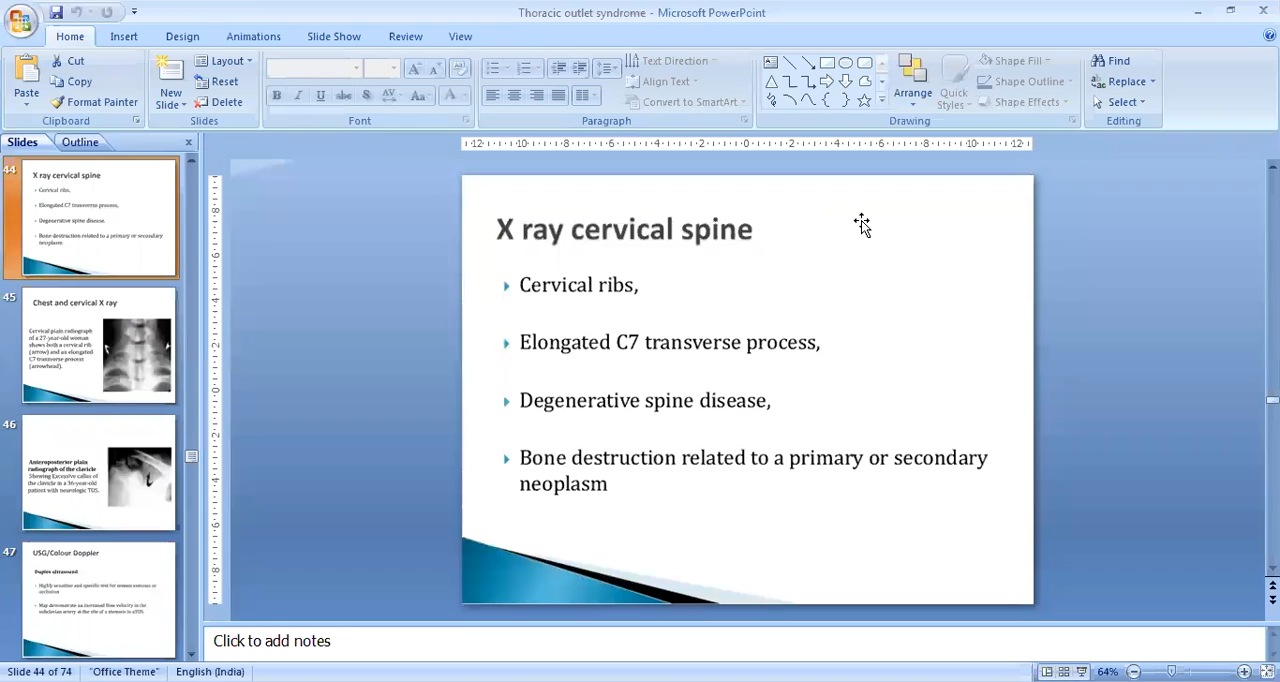 Thoracic outlet syndrome - Microsoft PowerPoint
Home Insert Design Animations Slide Show Review View
Paste
Cut
Copy
Format Painter
Clipboard
New
Slide
Layout
Reset
Delete
Slides
B I U abc S AV Aa A
Font
Text Direction
Align Text
Convert to SmartArt
Paragraph
Arrange
Quick
Styles
Shape Fill
Shape Outline
Shape Effects
Drawing
Find
Replace
Select
Editing
Slides Outline
44
X ray cervical spine
Cervical ribs,
Elongated C7 transverse process,
Degenerative spine disease,
Bone destruction related to a primary or secondary
neoplasm
45
Chest and cervical X ray
Cervical plain radiograph
of a 27-year-old woman
shows both a cervical rib
(arrow) and an elongated
C7 transverse process
(arrowhead).
46
Anteroposterior plain
radiograph of the clavicle
Showing Excessive callus of
the clavicle in a 36-year-old
patient with neurologic TOS.
47
USG/Colour Doppler
Duplex ultrasound
Highly sensitive and specific test for venous stenosis or
occlusion
May demonstrate an increased flow velocity in the
subclavian artery at the site of a stenosis in aTOS.
X ray cervical spine
Cervical ribs,
Elongated C7 transverse process,
Degenerative spine disease,
Bone destruction related to a primary or secondary
neoplasm
Click to add notes
Slide 44 of 74 "Office Theme" English (India) 64%